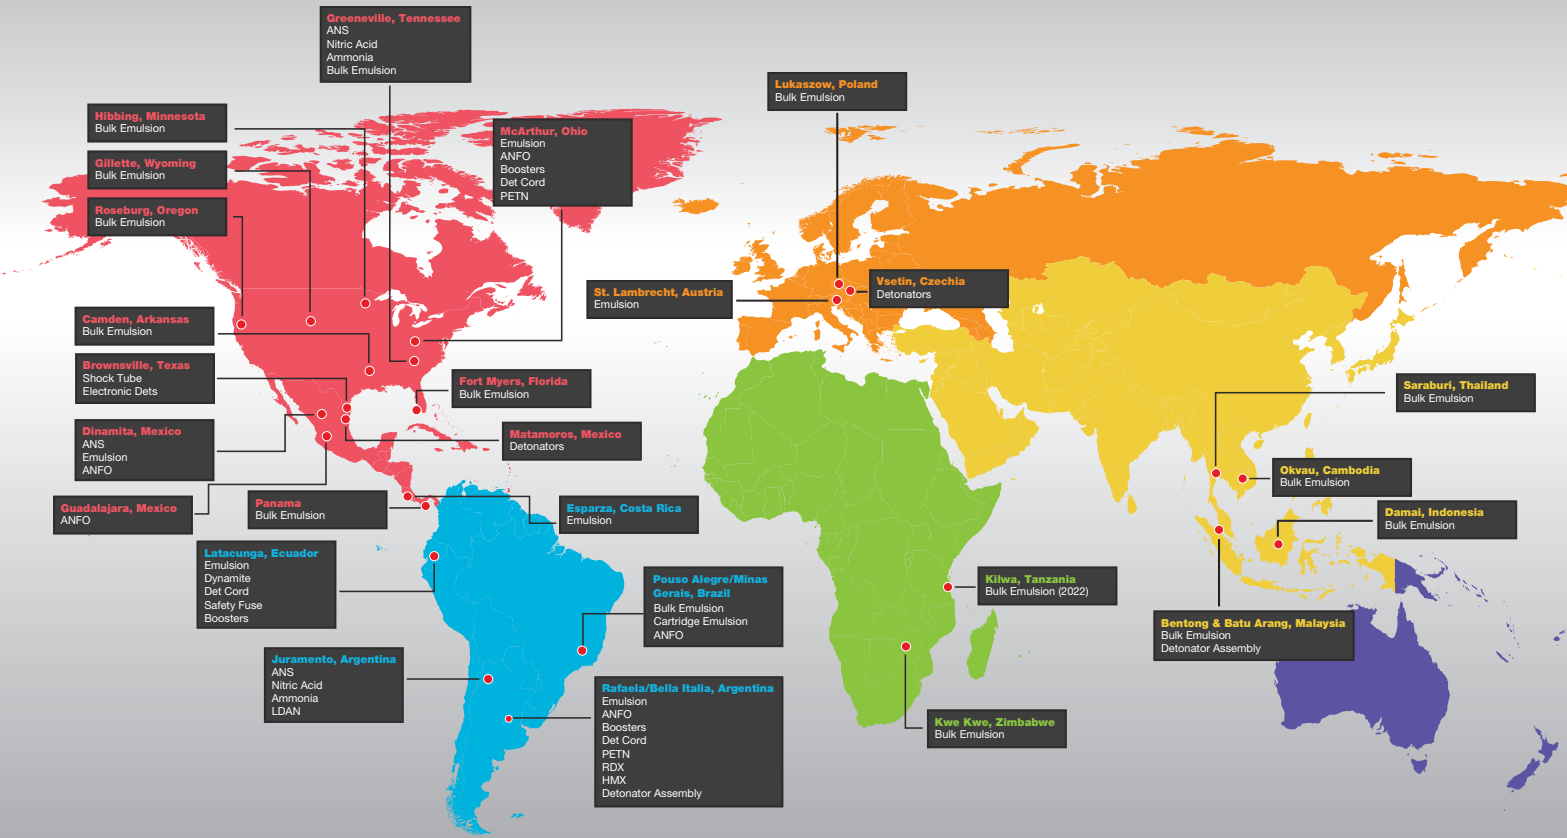 Greeneville, Tennessee
ANS
Nitric Acid
Ammonia
Bulk Emulsion
Hibbing, Minnesota
Bulk Emulsion
Gillette, Wyoming
Bulk Emulsion
Roseburg, Oregon
Bulk Emulsion
McArthur, Ohio
Emulsion
ANFO
Boosters
Det Cord
PETN
Lukaszow, Poland
Bulk Emulsion
St. Lambrecht, Austria
Emulsion
Vsetin, Czechia
Detonators
Camden, Arkansas
Bulk Emulsion
Brownsville, Texas
Shock Tube
Electronic Dets
Fort Myers, Florida
Bulk Emulsion
Dinamita, Mexico
ANS
Emulsion
ANFO
Matamoros, Mexico
Detonators
Guadalajara, Mexico
ANFO
Panama
Bulk Emulsion
Esparza, Costa Rica
Emulsion
Saraburi, Thailand
Bulk Emulsion
Okvau, Cambodia
Bulk Emulsion
Damai, Indonesia
Bulk Emulsion
Latacunga, Ecuador
Emulsion
Dynamite
Det Cord
Safety Fuse
Boosters
Pouso Alegre/Minas
Gerais, Brazil
Bulk Emulsion
Cartridge Emulsion
ANFO
Kilwa, Tanzania
Bulk Emulsion (2022)
Bentong & Batu Arang, Malaysia
Bulk Emulsion
Detonator Assembly
Juramento, Argentina
ANS
Nitric Acid
Ammonia
LDAN
Rafaela/Bella Italia, Argentina
Emulsion
ANFO
Boosters
Det Cord
PETN
RDX
HMX
Detonator Assembly
Kwe Kwe, Zimbabwe
Bulk Emulsion